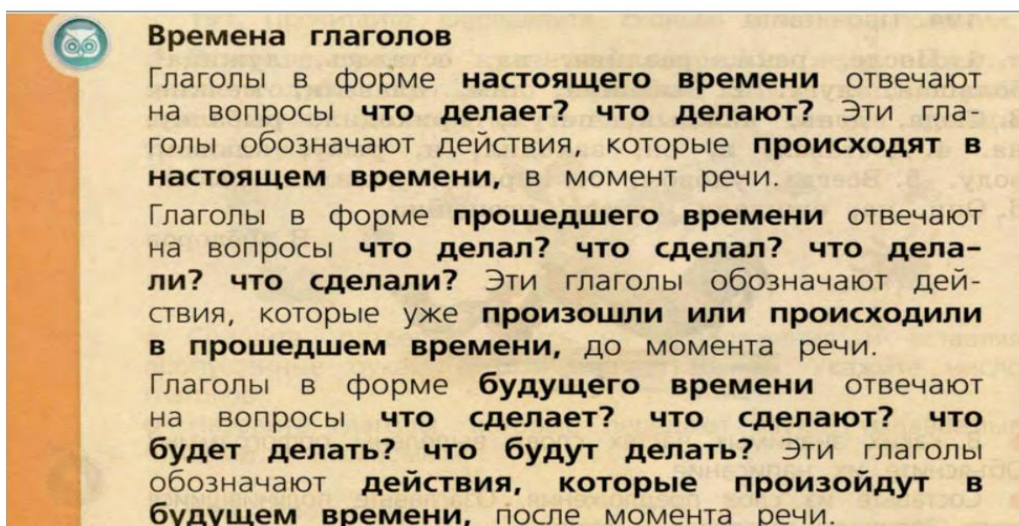 Времена глаголов
Глаголы в форме настоящего времени отвечают
на вопросы что делает? что делают? Эти гла-
голы обозначают действия, которые происходят в
настоящем времени, в момент речи.
Глаголы в форме прошедшего времени отвечают
на вопросы что делал? что сделал? что дела-
ли? что сделали? Эти глаголы обозначают дей-
ствия, которые уже произошли или происходили
в прошедшем времени, до момента речи.
Глаголы в форме будущего времени отвечают
на вопросы что сделает? что сделают? что
будет делать? что будут делать? Эти глаголы
обозначают действия, которые произойдут в
будущем времени, после момента речи.